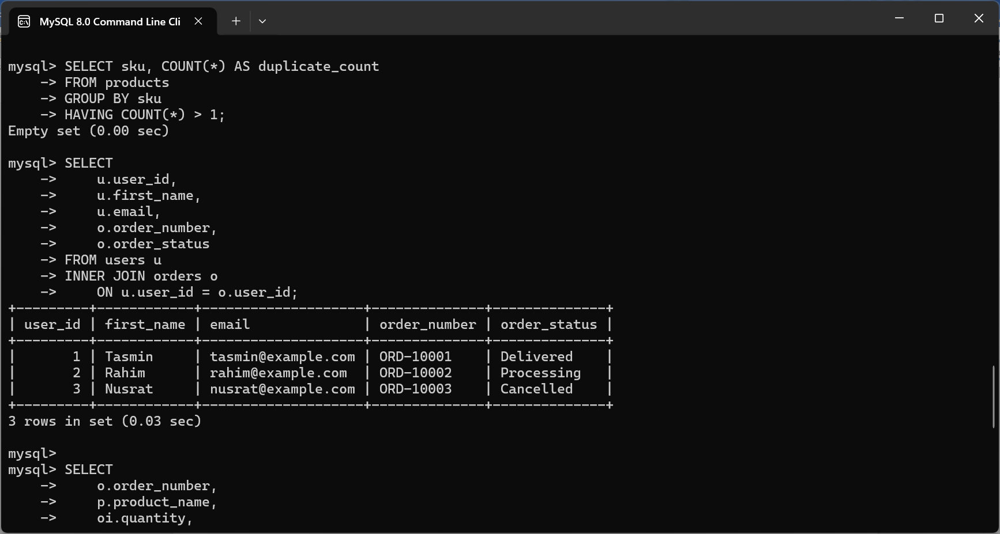 MySQL 8.0 Command Line Cli
mysql> SELECT sku, COUNT(*) AS duplicate_count
    -> FROM products
    -> GROUP BY sku
    -> HAVING COUNT(*) > 1;
Empty set (0.00 sec)

mysql> SELECT
    ->     u.user_id,
    ->     u.first_name,
    ->     u.email,
    ->     o.order_number,
    ->     o.order_status
    -> FROM users u
    -> INNER JOIN orders o
    ->     ON u.user_id = o.user_id;
+---------+------------+--------------------+--------------+--------------+
| user_id | first_name | email              | order_number | order_status |
+---------+------------+--------------------+--------------+--------------+
|       1 | Tasmin     | tasmin@example.com | ORD-10001    | Delivered    |
|       2 | Rahim      | rahim@example.com  | ORD-10002    | Processing   |
|       3 | Nusrat     | nusrat@example.com | ORD-10003    | Cancelled    |
+---------+------------+--------------------+--------------+--------------+
3 rows in set (0.03 sec)

mysql>
mysql> SELECT
    ->     o.order_number,
    ->     p.product_name,
    ->     oi.quantity,